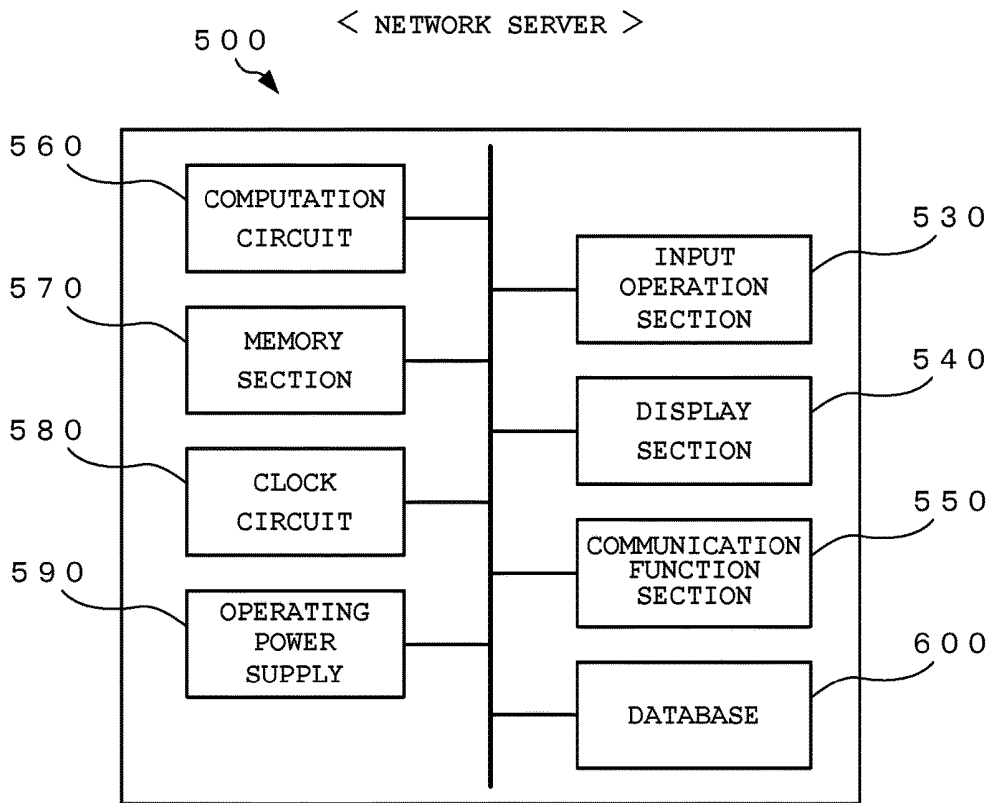 < NETWORK SERVER >
500
560
COMPUTATION
CIRCUIT
570
MEMORY
SECTION
580
CLOCK
CIRCUIT
590
OPERATING
POWER
SUPPLY
530
INPUT
OPERATION
SECTION
540
DISPLAY
SECTION
550
COMMUNICATION
FUNCTION
SECTION
600
DATABASE